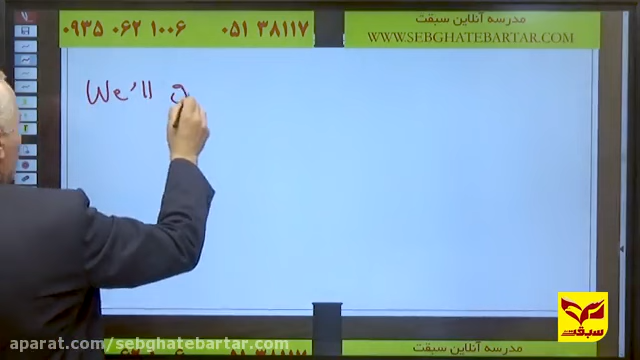 ۰۹۳۵ ۰۶۲ ۱۰۰۶ ۰۵۱ ۳۸۱۱۷
مدرسه آنلاین سبقت
WWW.SEBGHATEBARTAR.COM
We'll g
سبقت
مدرسه آنلاین سبقت
aparat.com/sebghatebartar.com